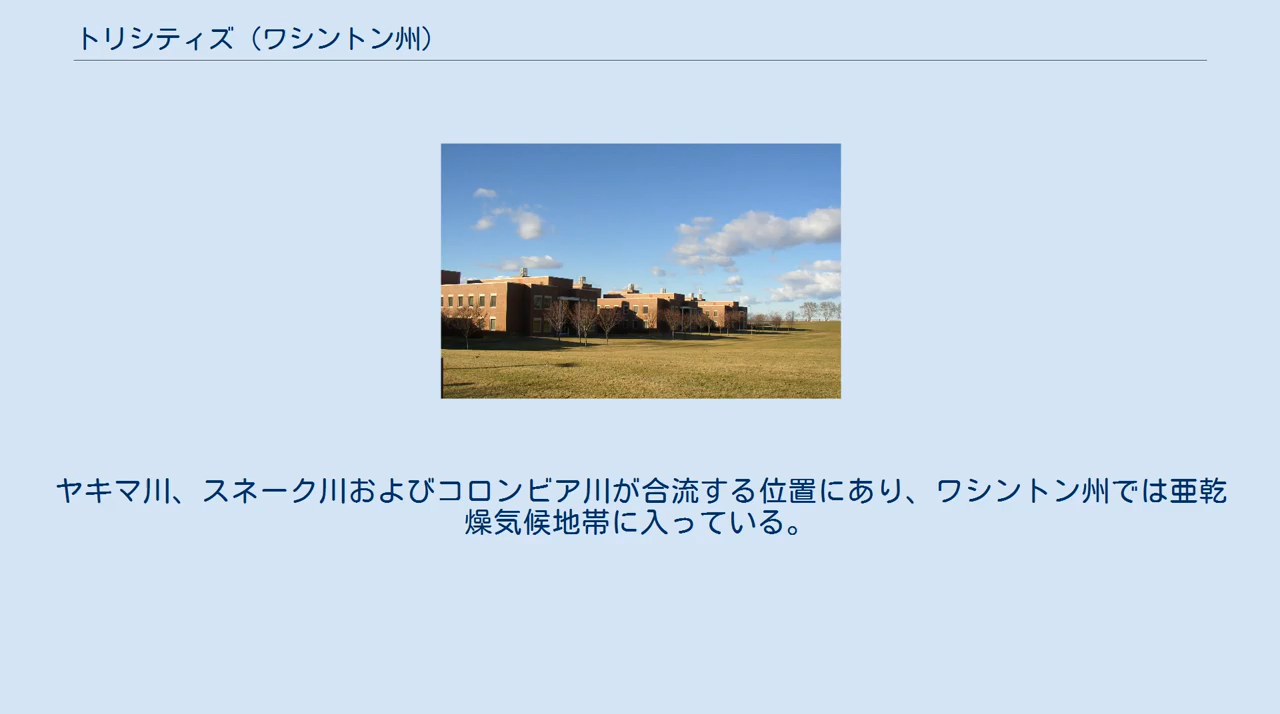 トリシティズ（ワシントン州）
ヤキマ川、スネーク川およびコロンビア川が合流する位置にあり、ワシントン州では亜乾
燥気候地帯に入っている。